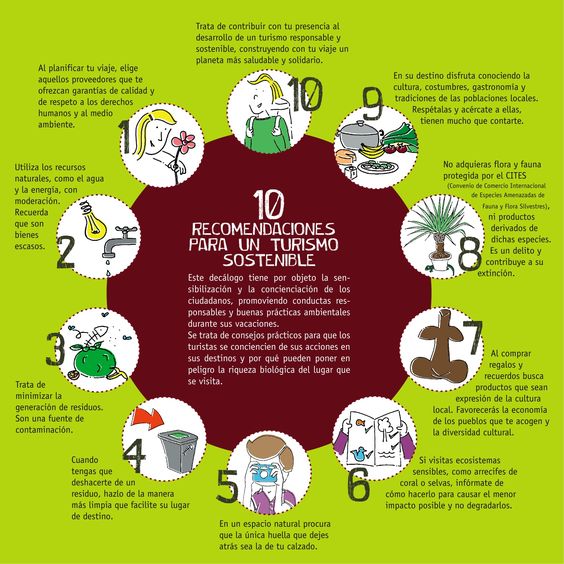 10
RECOMENDACIONES
PARA UN TURISMO
SOSTENIBLE
Este decálogo tiene por objeto la sen-
sibilización y la concienciación de los
ciudadanos, promoviendo conductas res-
ponsables y buenas prácticas ambientales
durante sus vacaciones.
Se trata de consejos prácticos para que los
turistas se conciencien de sus acciones en
sus destinos y por qué pueden poner en
peligro la riqueza biológica del lugar que
se visita.
1
Al planificar tu viaje, elige
aquellos proveedores que te
ofrezcan garantías de calidad y
de respeto a los derechos
humanos y al medio
ambiente.
2
Utiliza los recursos
naturales, como el agua
y la energía, con
moderación.
Recuerda
que son
bienes
escasos.
3
Trata de
minimizar la
generación de residuos.
Son una fuente de
contaminación.
4
Cuando
tengas que
deshacerte de un
residuo, hazlo de la manera
más limpia que facilite su lugar
de destino.
5
En un espacio natural procura
que la única huella que dejes
atrás sea la de tu calzado.
6
Si visitas ecosistemas
sensibles, como arrecifes de
coral o selvas, infórmate de
cómo hacerlo para causar el menor
impacto posible y no degradarlos.
7
Al comprar
regalos y
recuerdos busca
productos que sean
expresión de la cultura
local. Favorecerás la economía
de los pueblos que te acogen y
la diversidad cultural.
8
No adquieras flora y fauna
protegida por el CITES
(Convenio de Comercio Internacional
de Especies Amenazadas de
Fauna y Flora Silvestres),
ni productos
derivados de
dichas especies.
Es un delito y
contribuye a su
extinción.
9
En su destino disfruta conociendo la
cultura, costumbres, gastronomía y
tradiciones de las poblaciones locales.
Respétalas y acércate a ellas,
tienen mucho que contarte.
10
Trata de contribuir con tu presencia al
desarrollo de un turismo responsable y
sostenible, construyendo con tu viaje un
planeta más saludable y solidario.